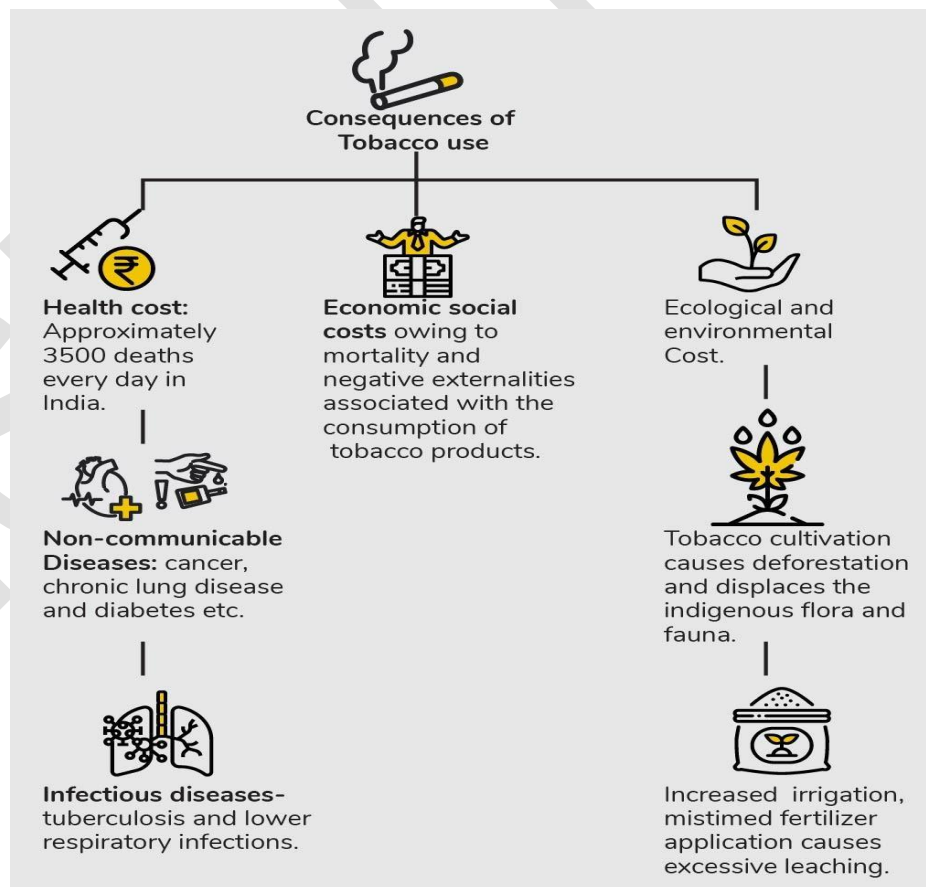 Consequences of
Tobacco use
Health cost:
Approximately
3500 deaths
every day in
India.
Non-communicable
Diseases: cancer,
chronic lung disease
and diabetes etc.
Infectious diseases-
tuberculosis and lower
respiratory infections.
Economic social
costs owing to
mortality and
negative externalities
associated with the
consumption of
tobacco products.
Ecological and
environmental
Cost.
Tobacco cultivation
causes deforestation
and displaces the
indigenous flora and
fauna.
Increased irrigation,
mistimed fertilizer
application causes
excessive leaching.